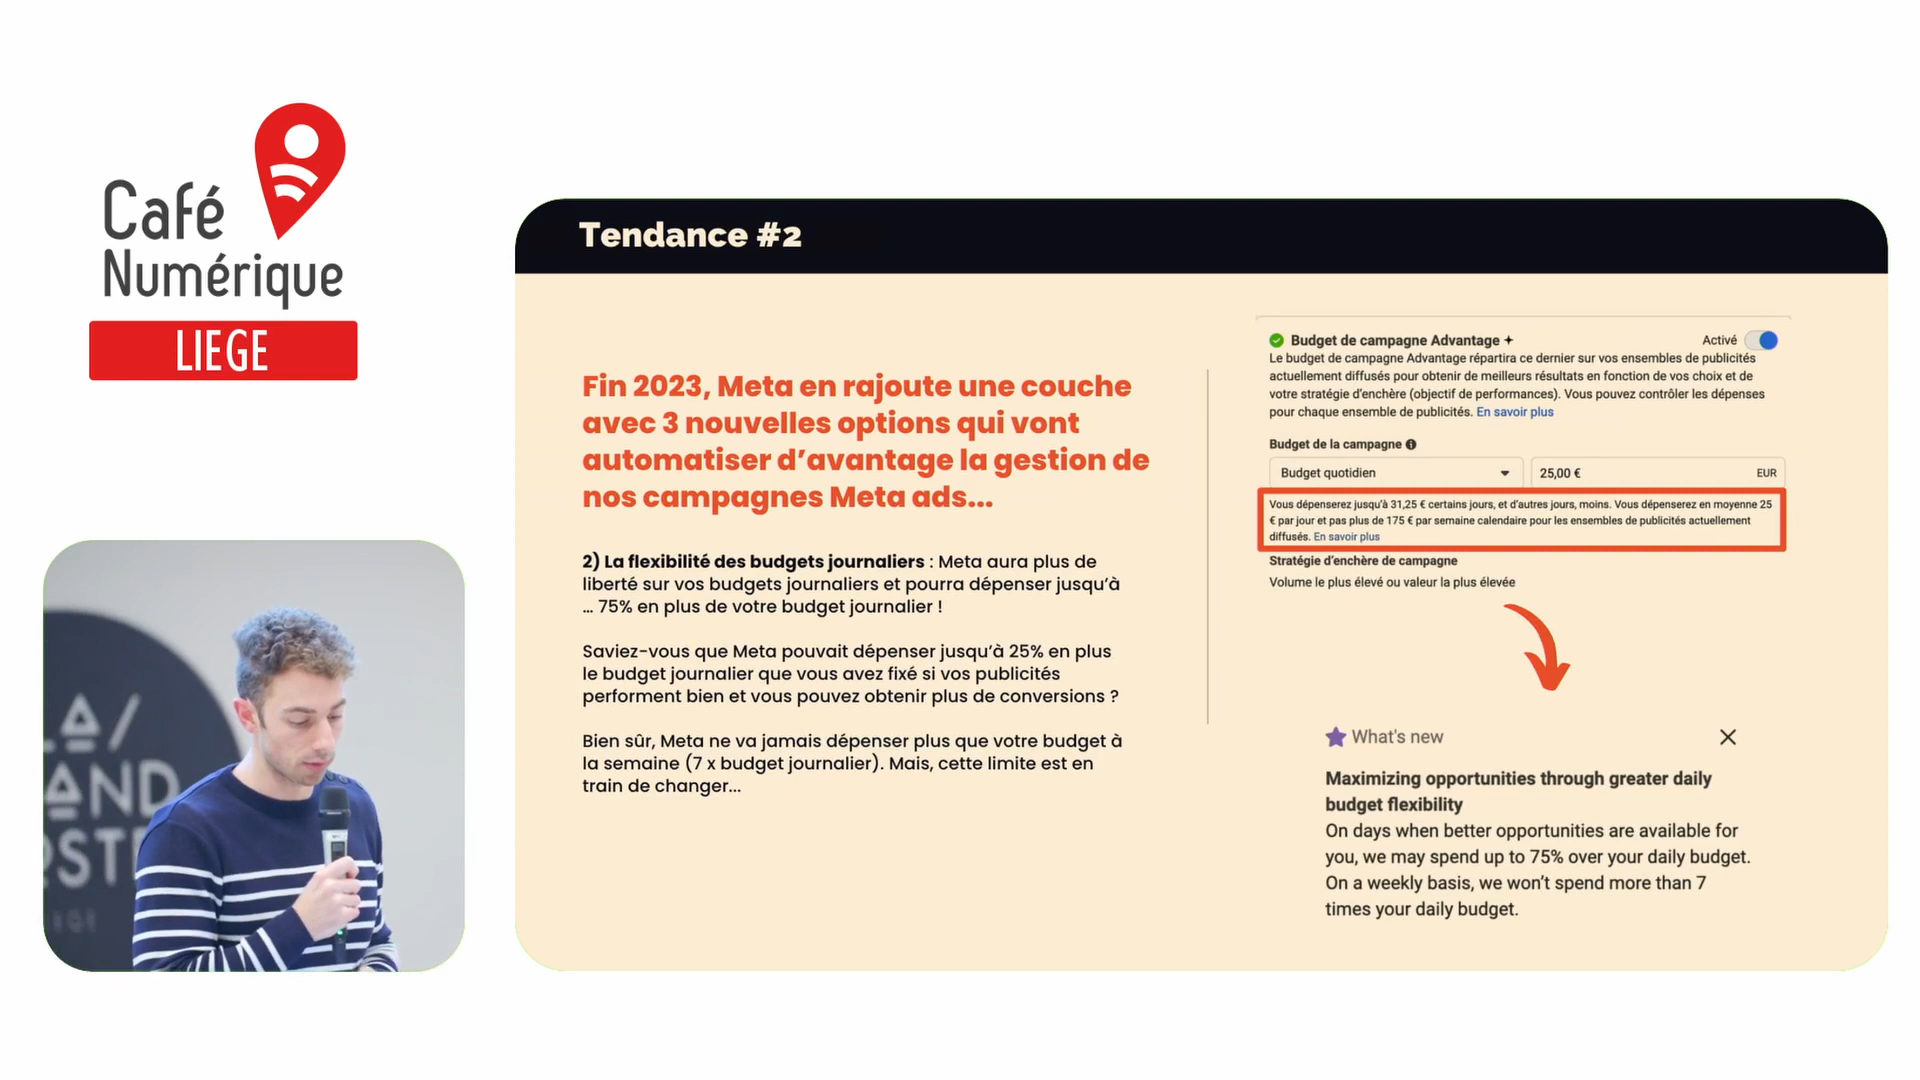 Café
Numérique
LIEGE
Tendance #2
Fin 2023, Meta en rajoute une couche
avec 3 nouvelles options qui vont
automatiser d'avantage la gestion de
nos campagnes Meta ads...
2) La flexibilité des budgets journaliers : Meta aura plus de
liberté sur vos budgets journaliers et pourra dépenser jusqu'à
... 75% en plus de votre budget journalier !
Saviez-vous que Meta pouvait dépenser jusqu'à 25% en plus
le budget journalier que vous avez fixé si vos publicités
performent bien et vous pouvez obtenir plus de conversions ?
Bien sûr, Meta ne va jamais dépenser plus que votre budget à
la semaine (7 x budget journalier). Mais, cette limite est en
train de changer...
Budget de campagne Advantage +
Activé
Le budget de campagne Advantage répartira ce dernier sur vos ensembles de publicités
actuellement diffusés pour obtenir de meilleurs résultats en fonction de vos choix et de
votre stratégie d'enchère (objectif de performances). Vous pouvez contrôler les dépenses
pour chaque ensemble de publicités. En savoir plus
Budget de la campagne
Budget quotidien
25,00 €
EUR
Vous dépenserez jusqu'à 31,25 € certains jours, et d'autres jours, moins. Vous dépenserez en moyenne 25
€ par jour et pas plus de 175 € par semaine calendaire pour les ensembles de publicités actuellement
diffusés. En savoir plus
Stratégie d'enchère de campagne
Volume le plus élevé ou valeur la plus élevée
What's new
Maximizing opportunities through greater daily
budget flexibility
On days when better opportunities are available for
you, we may spend up to 75% over your daily budget.
On a weekly basis, we won't spend more than 7
times your daily budget.